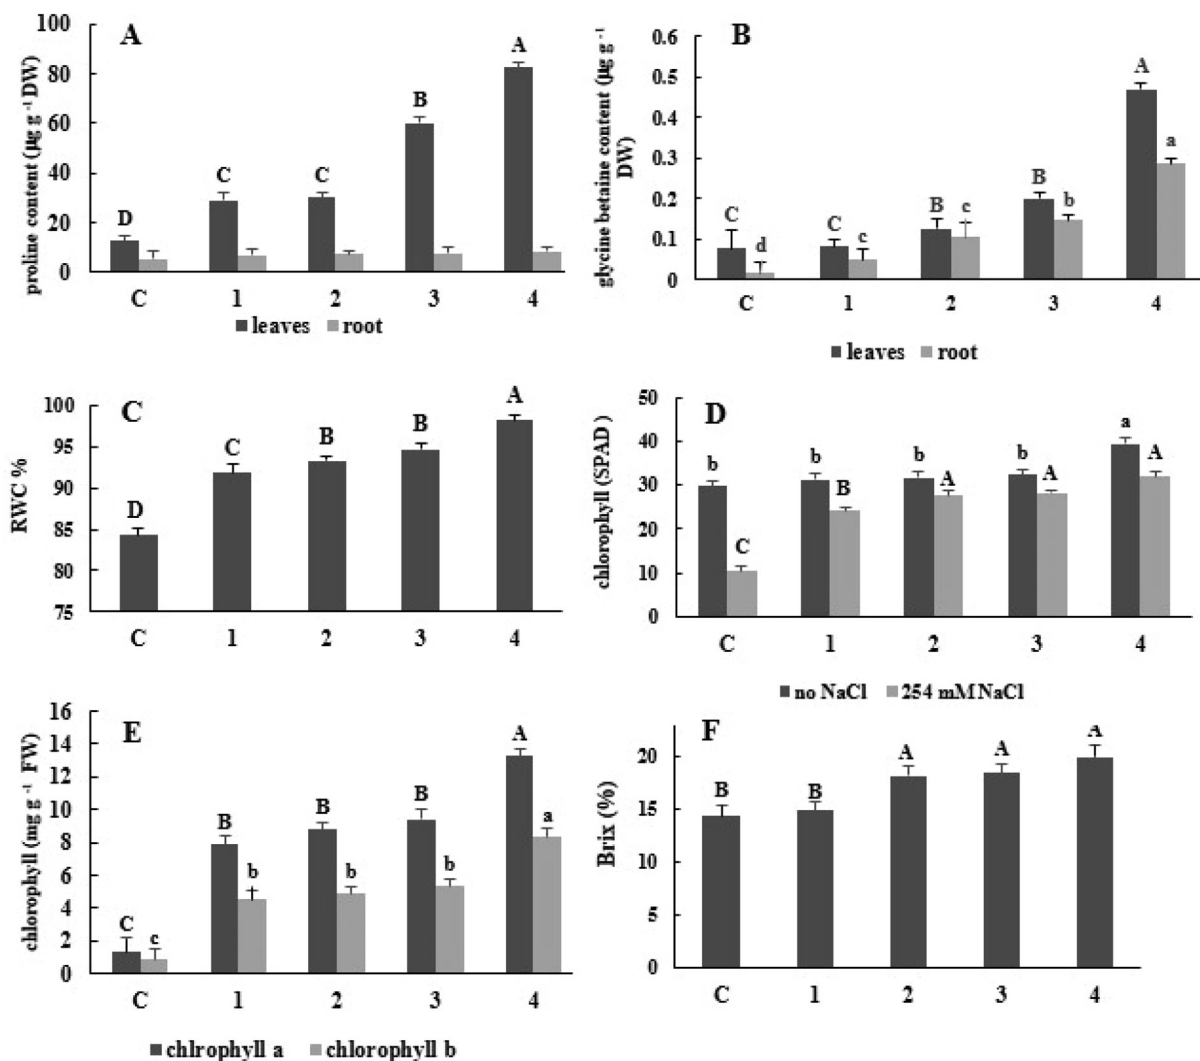 A
proline content (µg g⁻¹ DW)
100
80
60
40
20
0
D
C
C
B
A
C 1 2 3 4
leaves root
B
glycine betaine content (µg g⁻¹
DW)
0.6
0.5
0.4
0.3
0.2
0.1
0
C d
C c
B c
B b
A a
C 1 2 3 4
leaves root
C
RWC %
100
95
90
85
80
75
D
C
B
B
A
C 1 2 3 4
D
chlorophyll (SPAD )
50
40
30
20
10
0
b C
b B
b A
b A
a A
C 1 2 3 4
no NaCl 254 mM NaCl
E
chlorophyll (mg g⁻¹ FW)
16
14
12
10
8
6
4
2
0
C c
B b
B b
B b
A a
C 1 2 3 4
chlrophyll a chlorophyll b
F
Brix (%)
20
15
10
5
0
B
B
A
A
A
C 1 2 3 4